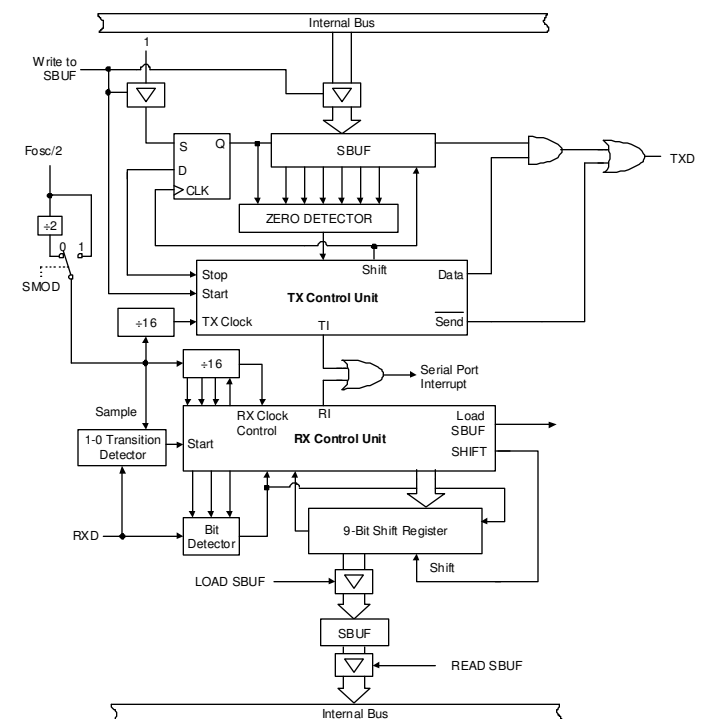 Internal Bus
1
Write to
SBUF
S
Q
D
CLK
SBUF
TXD
Fosc/2
÷2
0
1
SMOD
ZERO DETECTOR
Stop
Start
Shift
Data
TX Control Unit
÷16
TX Clock
TI
Send
÷16
Serial Port
Interrupt
Sample
RX Clock
Control
RI
Load
SBUF
1-0 Transition
Detector
Start
RX Control Unit
SHIFT
RXD
Bit
Detector
9-Bit Shift Register
Shift
LOAD SBUF
SBUF
READ SBUF
Internal Bus